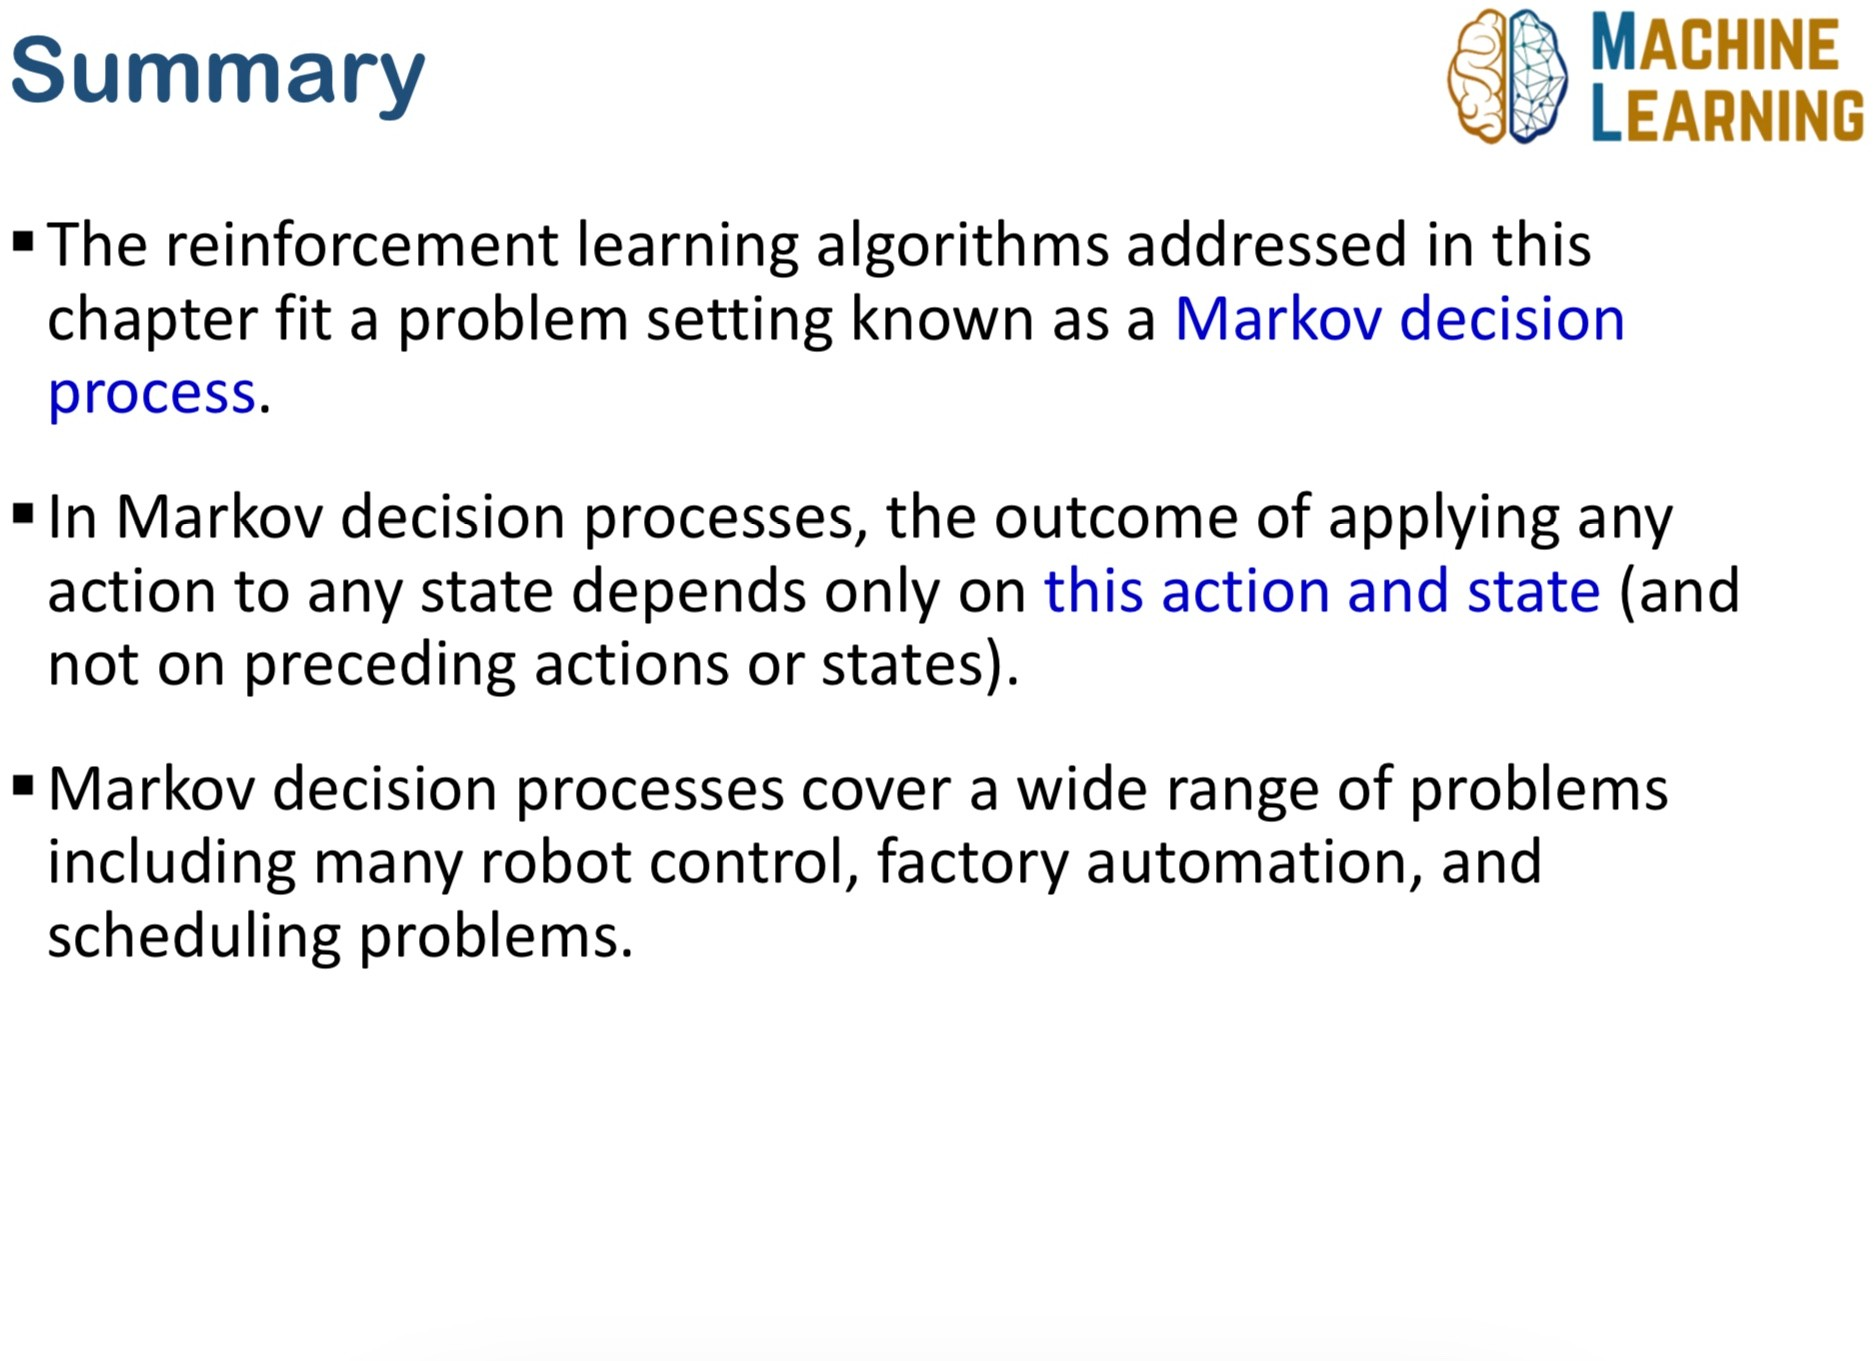 Summary
MACHINE
LEARNING
▪ The reinforcement learning algorithms addressed in this
chapter fit a problem setting known as a Markov decision
process.
▪ In Markov decision processes, the outcome of applying any
action to any state depends only on this action and state (and
not on preceding actions or states).
▪ Markov decision processes cover a wide range of problems
including many robot control, factory automation, and
scheduling problems.